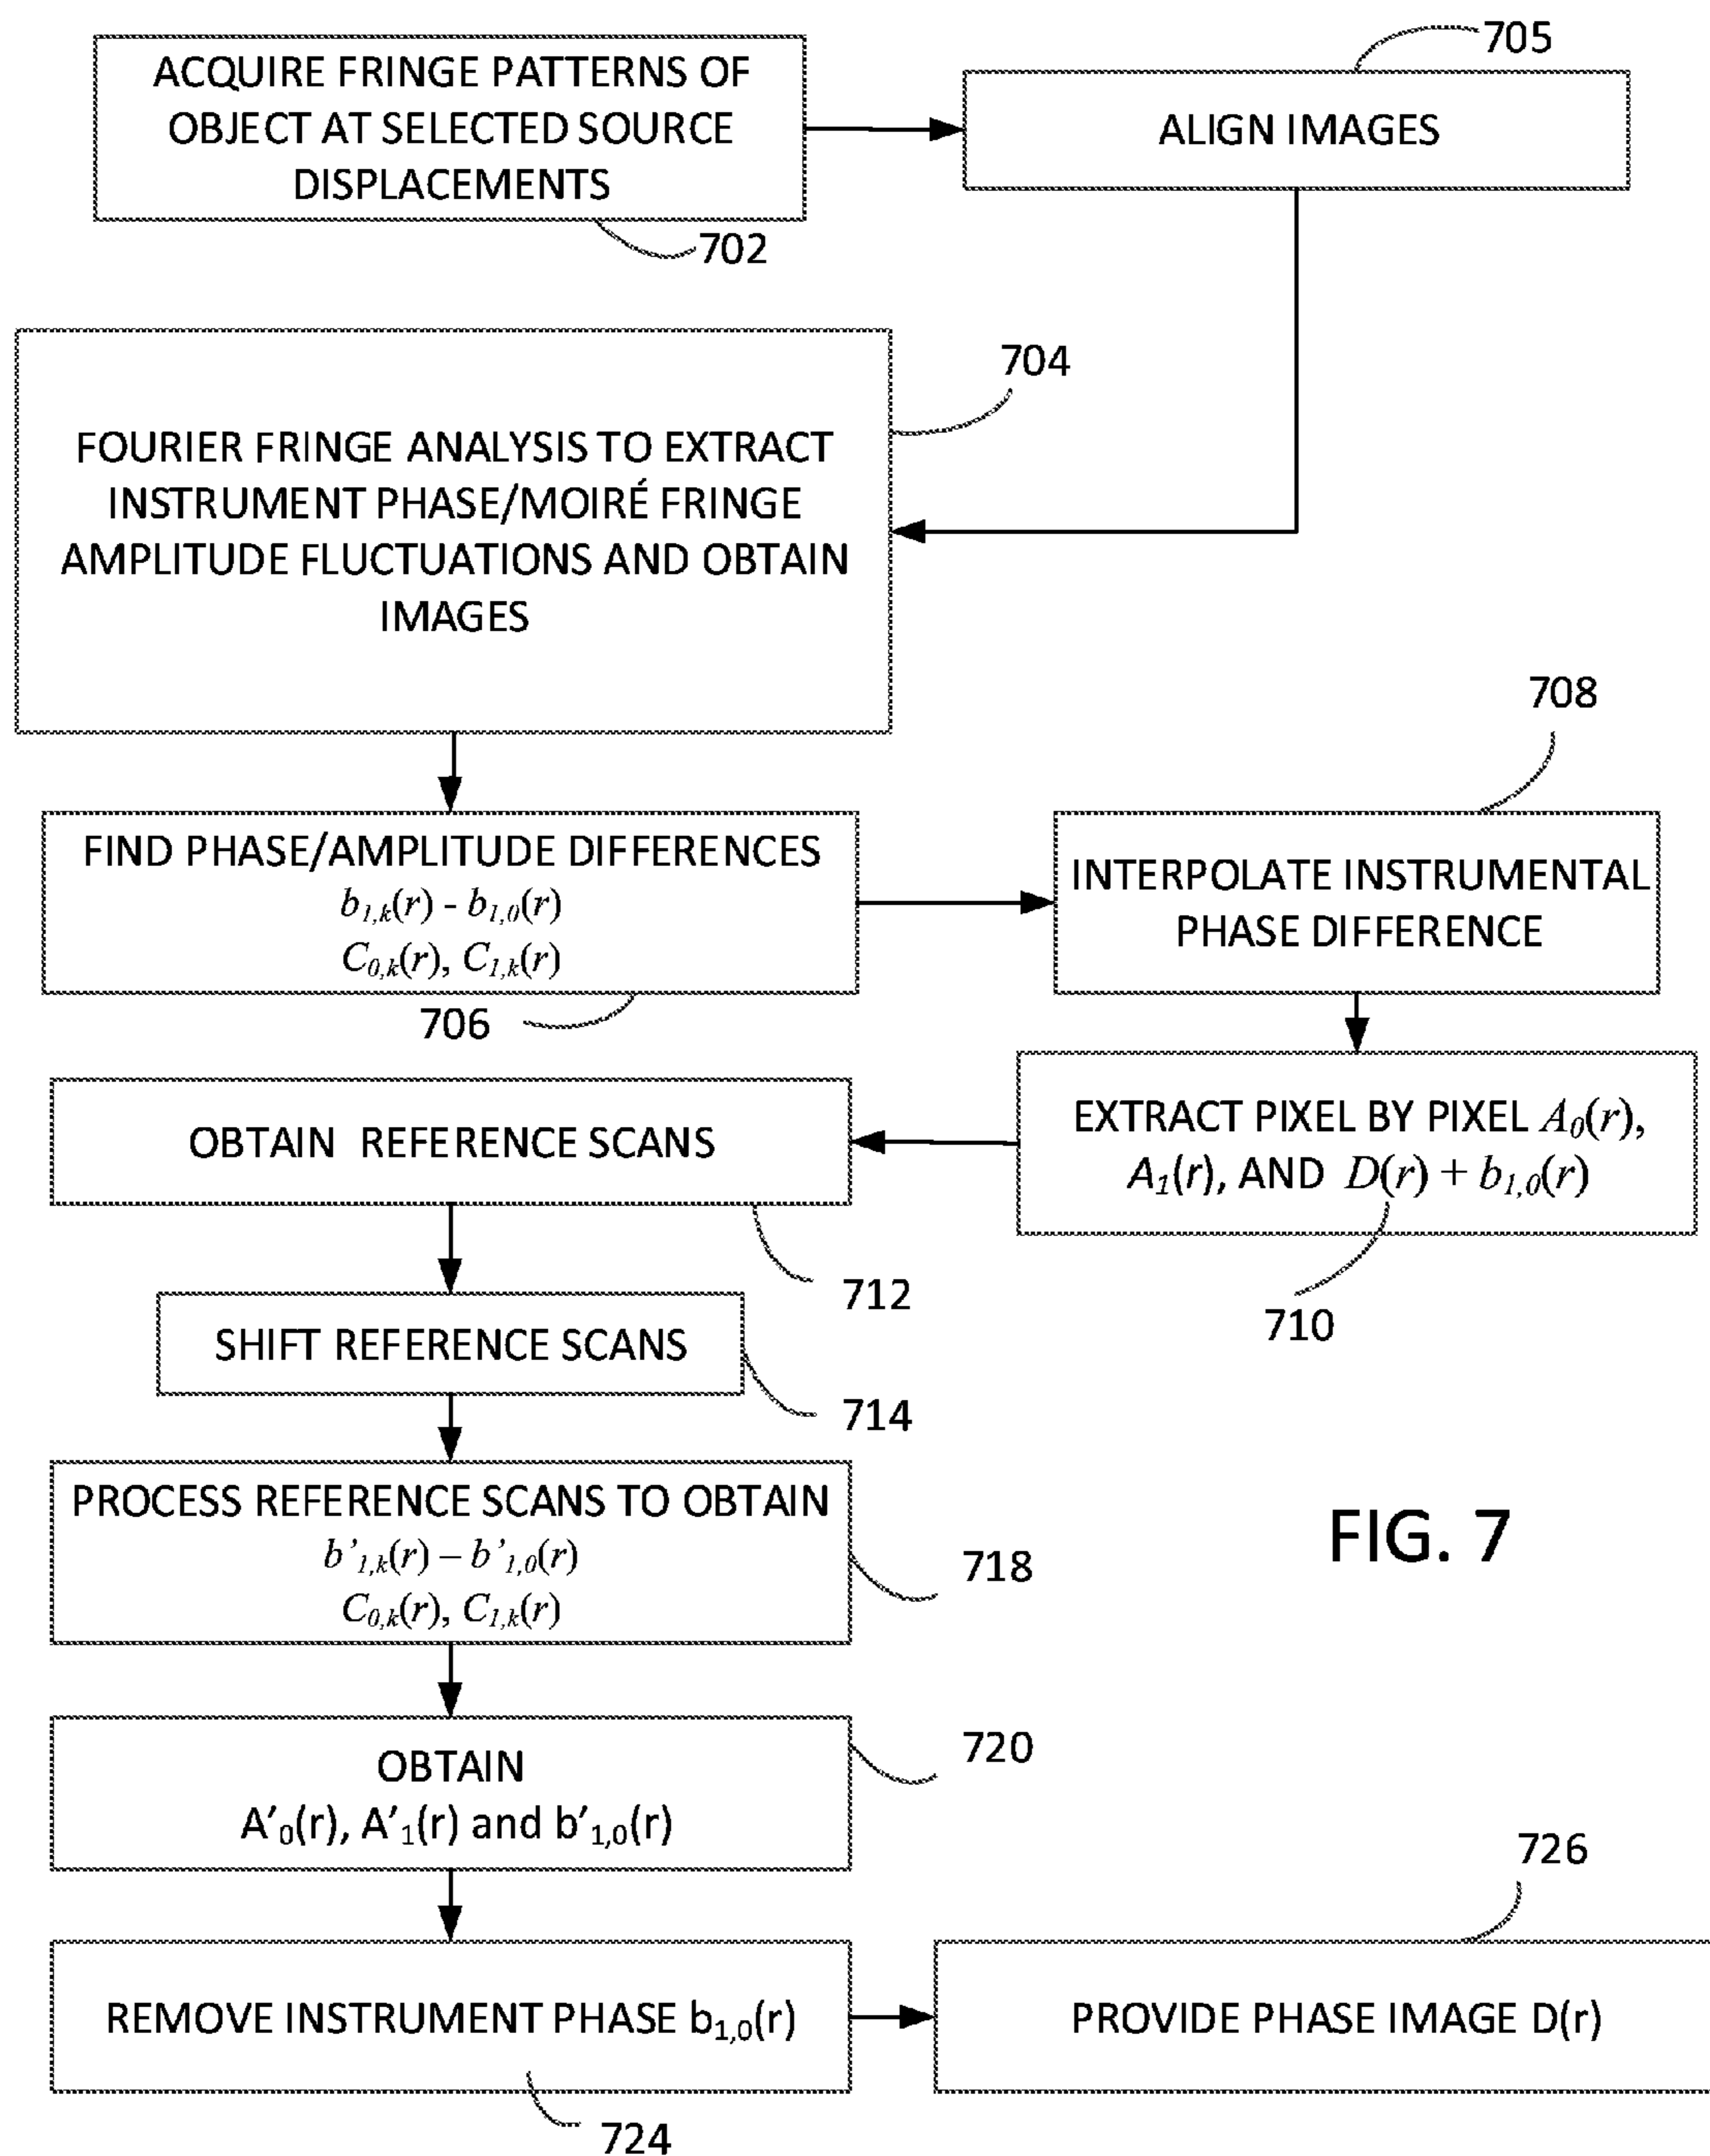 705
ACQUIRE FRINGE PATTERNS OF
OBJECT AT SELECTED SOURCE
DISPLACEMENTS
702
ALIGN IMAGES
704
FOURIER FRINGE ANALYSIS TO EXTRACT
INSTRUMENT PHASE/MOIRÉ FRINGE
AMPLITUDE FLUCTUATIONS AND OBTAIN
IMAGES
708
FIND PHASE/AMPLITUDE DIFFERENCES
b1,k(r) - b1,0(r)
C0,k(r), C1,k(r)
706
INTERPOLATE INSTRUMENTAL
PHASE DIFFERENCE
EXTRACT PIXEL BY PIXEL A0(r),
A1(r), AND D(r) + b1,0(r)
710
OBTAIN REFERENCE SCANS
712
SHIFT REFERENCE SCANS
714
PROCESS REFERENCE SCANS TO OBTAIN
b’1,k(r) – b’1,0(r)
C0,k(r), C1,k(r)
718
FIG. 7
OBTAIN
A’0(r), A’1(r) and b’1,0(r)
720
726
REMOVE INSTRUMENT PHASE b1,0(r)
724
PROVIDE PHASE IMAGE D(r)